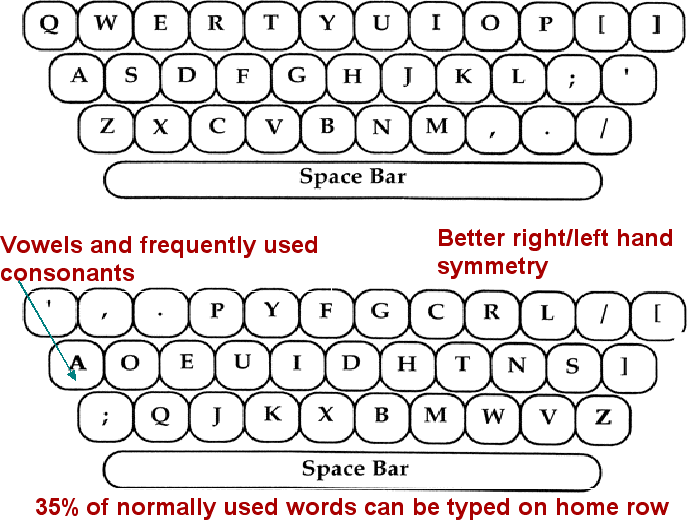 Q W E R T Y U I O P [ ]
A S D F G H J K L ; '
Z X C V B N M , . /
Space Bar
Vowels and frequently used
consonants
Better right/left hand
symmetry
' , . P Y F G C R L / [
A O E U I D H T N S ]
; Q J K X B M W V Z
Space Bar
35% of normally used words can be typed on home row